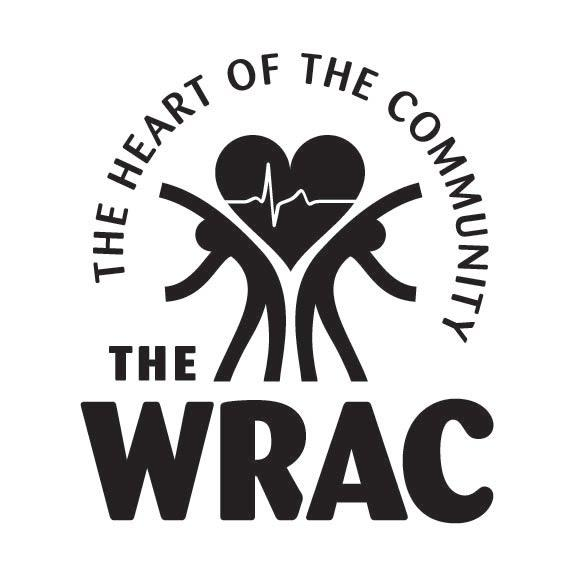 THE HEART OF THE COMMUNITY
THE
WRAC